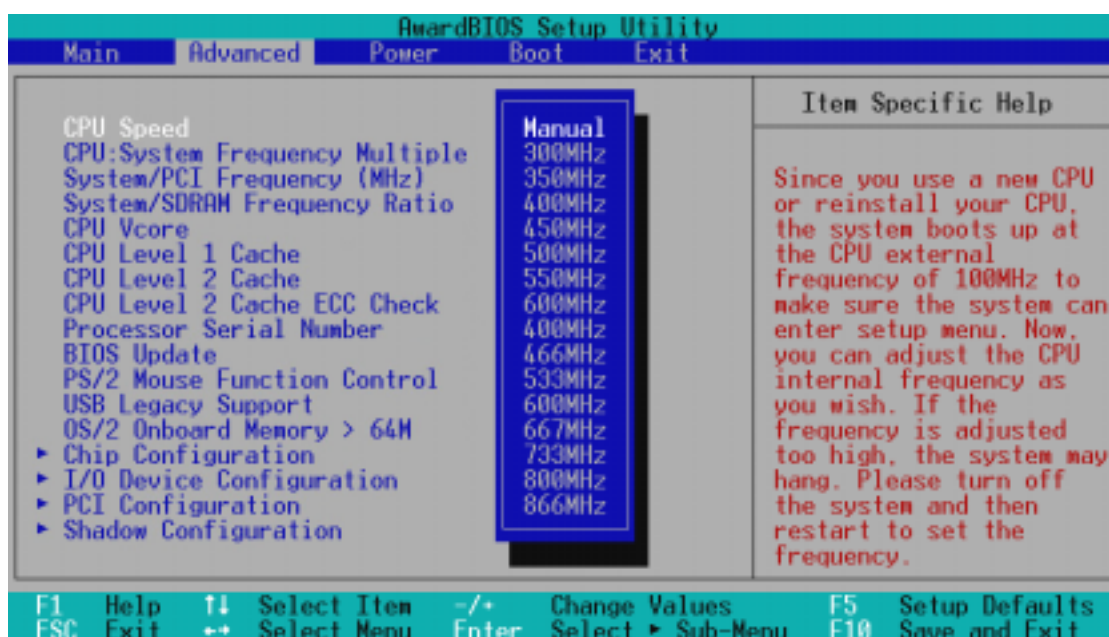 AwardBIOS Setup Utility
Main Advanced Power Boot Exit
CPU Speed
CPU:System Frequency Multiple
System/PCI Frequency (MHz)
System/SDRAM Frequency Ratio
CPU Vcore
CPU Level 1 Cache
CPU Level 2 Cache
CPU Level 2 Cache ECC Check
Processor Serial Number
BIOS Update
PS/2 Mouse Function Control
USB Legacy Support
OS/2 Onboard Memory > 64M
► Chip Configuration
► I/O Device Configuration
► PCI Configuration
► Shadow Configuration
Manual
300MHz
350MHz
400MHz
450MHz
500MHz
550MHz
600MHz
400MHz
466MHz
533MHz
600MHz
667MHz
733MHz
800MHz
866MHz
Item Specific Help
Since you use a new CPU
or reinstall your CPU,
the system boots up at
the CPU external
frequency of 100MHz to
make sure the system can
enter setup menu. Now,
you can adjust the CPU
internal frequency as
you wish. If the
frequency is adjusted
too high, the system may
hang. Please turn off
the system and then
restart to set the
frequency.
F1 Help ↑↓ Select Item -/+ Change Values F5 Setup Defaults
ESC Exit ←→ Select Menu Enter Select ► Sub-Menu F10 Save and Exit